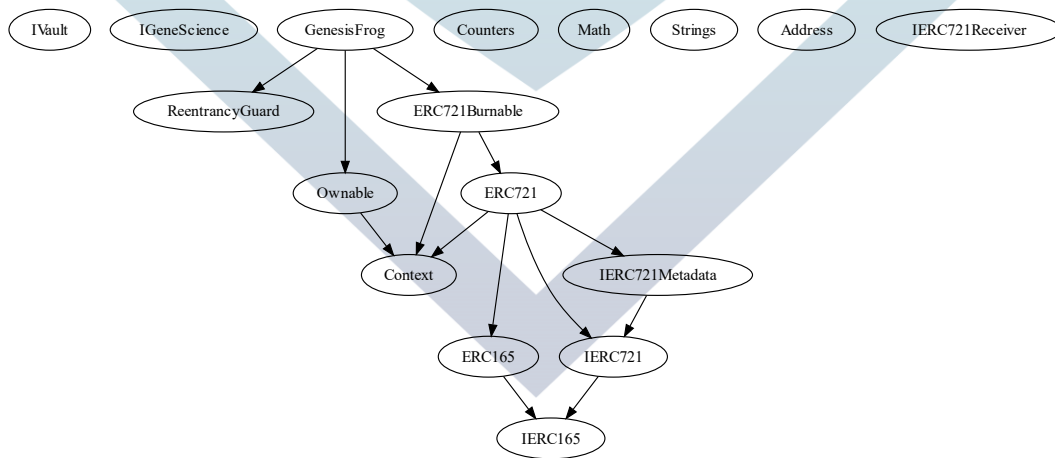 IVault IGeneScience GenesisFrog Counters Math Strings Address IERC721Receiver
ReentrancyGuard ERC721Burnable
Ownable ERC721
Context IERC721Metadata
ERC165 IERC721
IERC165